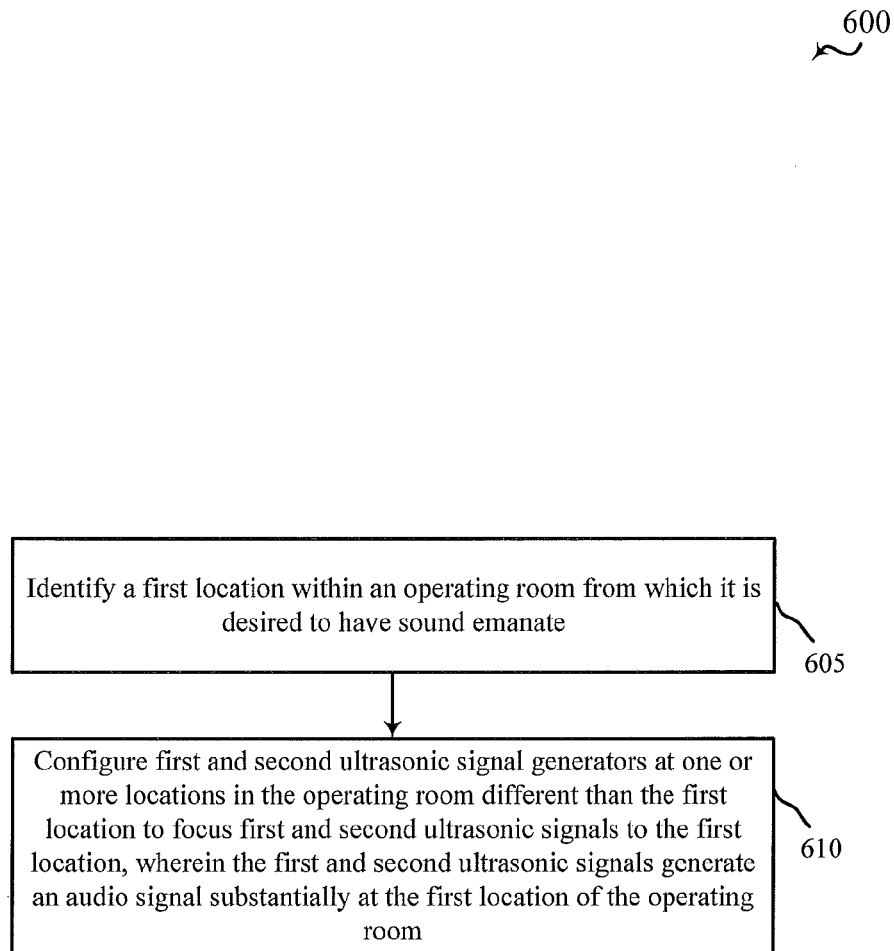 600
Identify a first location within an operating room from which it is
desired to have sound emanate
605
Configure first and second ultrasonic signal generators at one or
more locations in the operating room different than the first
location to focus first and second ultrasonic signals to the first
location, wherein the first and second ultrasonic signals generate
an audio signal substantially at the first location of the operating
room
610